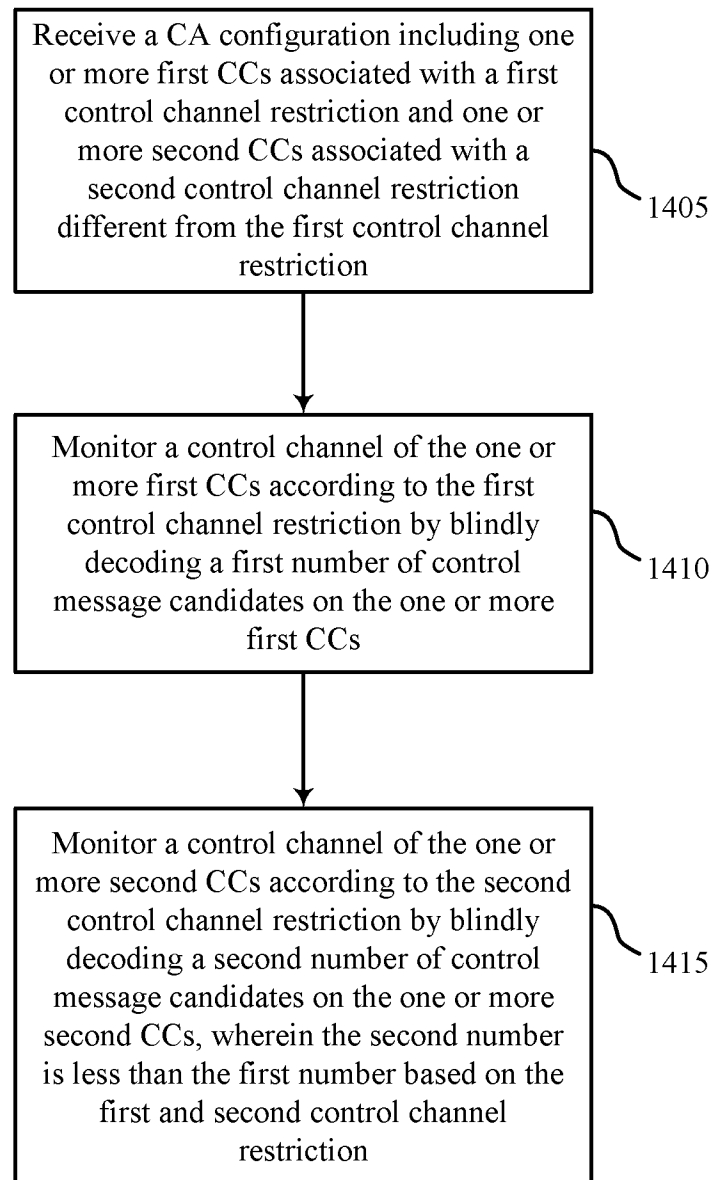 Receive a CA configuration including one
or more first CCs associated with a first
control channel restriction and one or
more second CCs associated with a
second control channel restriction
different from the first control channel
restriction
1405
Monitor a control channel of the one or
more first CCs according to the first
control channel restriction by blindly
decoding a first number of control
message candidates on the one or more
first CCs
1410
Monitor a control channel of the one or
more second CCs according to the second
control channel restriction by blindly
decoding a second number of control
message candidates on the one or more
second CCs, wherein the second number
is less than the first number based on the
first and second control channel
restriction
1415